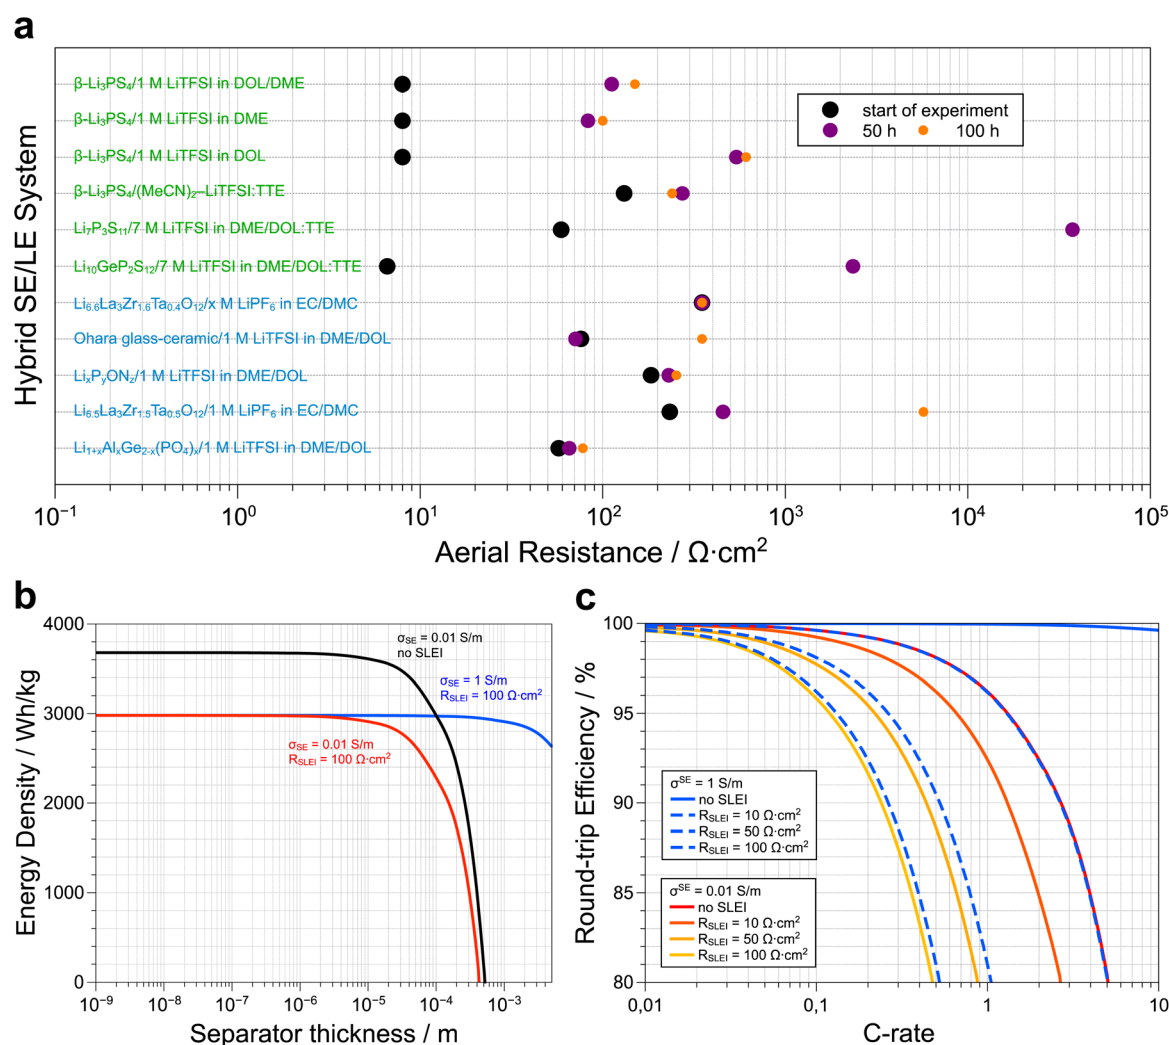 a
Hybrid SE/LE System
β-Li₃PS₄/1 M LiTFSI in DOL/DME
β-Li₃PS₄/1 M LiTFSI in DME
β-Li₃PS₄/1 M LiTFSI in DOL
β-Li₃PS₄/(MeCN)₂–LiTFSI:TTE
Li₇P₃S₁₁/7 M LiTFSI in DME/DOL:TTE
Li₁₀GeP₂S₁₂/7 M LiTFSI in DME/DOL:TTE
Li₆.₆La₃Zr₁.₆Ta₀.₄O₁₂/x M LiPF₆ in EC/DMC
Ohara glass-ceramic/1 M LiTFSI in DME/DOL
LiₓPᵧONz/1 M LiTFSI in DME/DOL
Li₆.₅La₃Zr₁.₅Ta₀.₅O₁₂/1 M LiPF₆ in EC/DMC
Li₁₊ₓAlₓGe₂₋ₓ(PO₄)ₓ/1 M LiTFSI in DME/DOL
start of experiment
50 h 100 h
10⁻¹ 10⁰ 10¹ 10² 10³ 10⁴ 10⁵
Aerial Resistance / Ω·cm²
b
Energy Density / Wh/kg
4000
3000
2000
1000
0
σSE = 0.01 S/m
no SLEI
σSE = 1 S/m
RSLEI = 100 Ω·cm²
σSE = 0.01 S/m
RSLEI = 100 Ω·cm²
10⁻⁹ 10⁻⁸ 10⁻⁷ 10⁻⁶ 10⁻⁵ 10⁻⁴ 10⁻³
Separator thickness / m
c
Round-trip Efficiency / %
100
95
90
85
80
σSE = 1 S/m
no SLEI
RSLEI = 10 Ω·cm²
RSLEI = 50 Ω·cm²
RSLEI = 100 Ω·cm²
σSE = 0.01 S/m
no SLEI
RSLEI = 10 Ω·cm²
RSLEI = 50 Ω·cm²
RSLEI = 100 Ω·cm²
0,01 0,1 1 10
C-rate